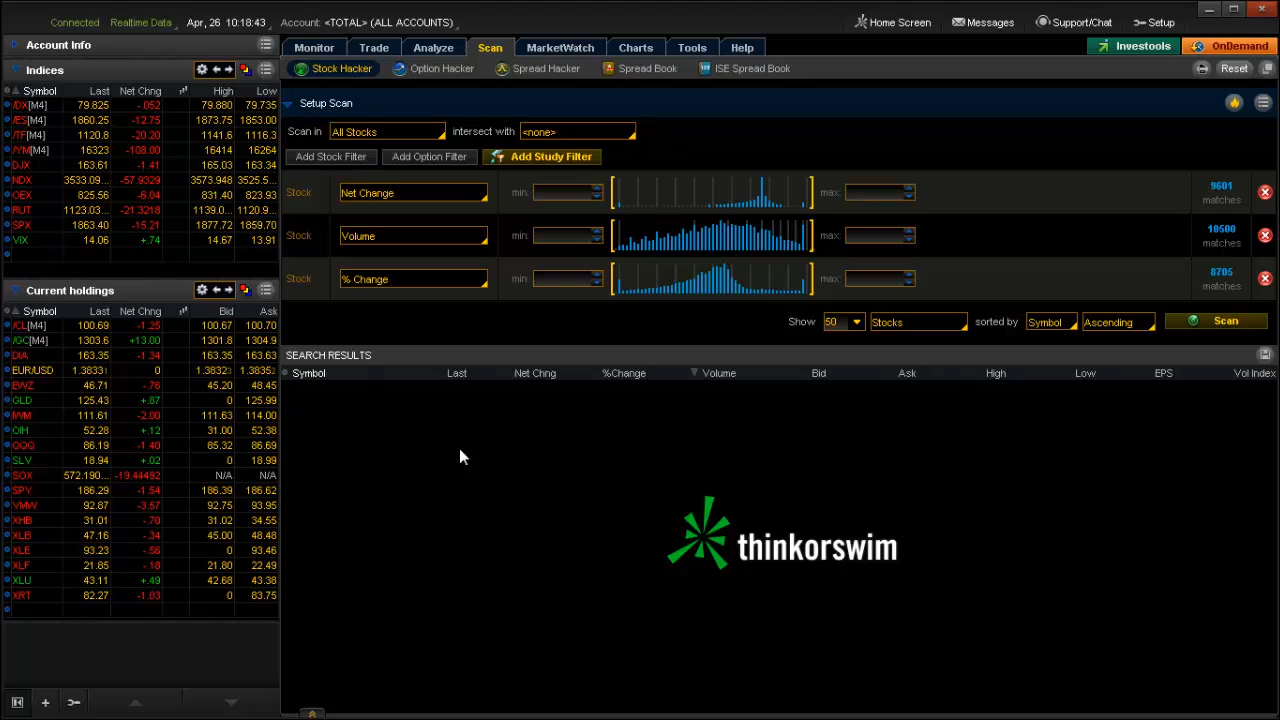 Connected Realtime Data Apr, 26 10:18:43 Account: <TOTAL> (ALL ACCOUNTS) Home Screen Messages Support/Chat Setup
Account Info
Monitor Trade Analyze Scan MarketWatch Charts Tools Help Investools OnDemand
Indices
Stock Hacker Option Hacker Spread Hacker Spread Book ISE Spread Book Reset
Symbol Last Net Chng High Low
/DX[M4] 79.825 -.052 79.880 79.735
/ES[M4] 1860.25 -12.75 1873.75 1853.00
/TF[M4] 1120.8 -20.20 1141.6 1116.3
/YM[M4] 16323 -108.00 16414 16264
DJX 163.61 -1.41 165.03 163.34
NDX 3533.09... -57.9329 3573.948 3525.5...
OEX 825.56 -6.04 831.40 823.93
RUT 1123.03... -21.3218 1139.0... 1120.9...
SPX 1863.40 -15.21 1877.72 1859.70
VIX 14.06 +.74 14.67 13.91
Setup Scan
Scan in All Stocks intersect with <none>
Add Stock Filter Add Option Filter Add Study Filter
Stock Net Change min: max: 9601 matches
Stock Volume min: max: 10500 matches
Stock % Change min: max: 8705 matches
Show 50 Stocks sorted by Symbol Ascending Scan
SEARCH RESULTS
Symbol Last Net Chng %Change Volume Bid Ask High Low EPS Vol Index
Current holdings
Symbol Last Net Chng Bid Ask
/CL[M4] 100.69 -1.25 100.67 100.70
/GC[M4] 1303.6 +13.00 1301.8 1304.9
DIA 163.35 -1.34 163.35 163.63
EUR/USD 1.38331 0 1.38323 1.38352
EWZ 46.71 -.76 45.20 48.45
GLD 125.43 +.87 0 125.99
IWM 111.61 -2.00 111.63 114.00
OIH 52.28 +.12 31.00 52.38
QQQ 86.19 -1.40 85.32 86.69
SLV 18.94 +.02 0 18.99
SOX 572.190... -19.44492 N/A N/A
SPY 186.29 -1.54 186.39 186.62
VMW 92.87 -3.57 92.75 93.95
XHB 31.01 -.70 31.02 34.55
XLB 47.16 -.34 45.00 48.48
XLE 93.23 -.56 0 93.46
XLF 21.85 -.18 21.80 22.49
XLU 43.11 +.49 42.68 43.38
XRT 82.27 -1.03 0 83.75
thinkorswim